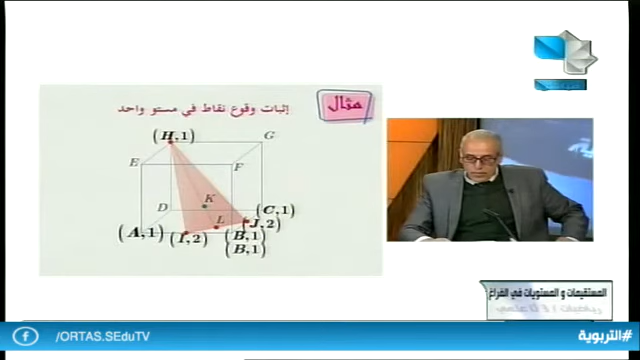 مثال
إثبات وقوع نقاط في مستو واحد
(H,1)
G
E
F
K
D
(C,1)
L
(J,2)
(A,1)
(I,2)
(B,1)
(B,1)
المستقيمات و المستويات في الفراغ
/ORTAS.SEduTV
#التربوية